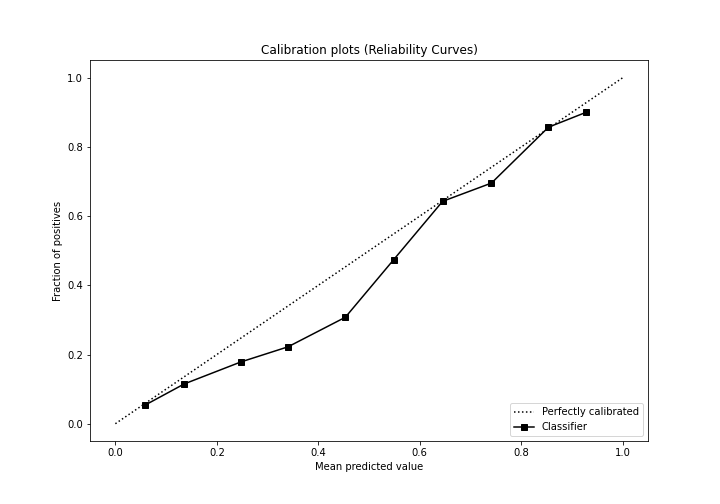 Calibration plots (Reliability Curves)
1.0
0.8
0.6
0.4
0.2
0.0
Fraction of positives
0.0 0.2 0.4 0.6 0.8 1.0
Mean predicted value
Perfectly calibrated
Classifier